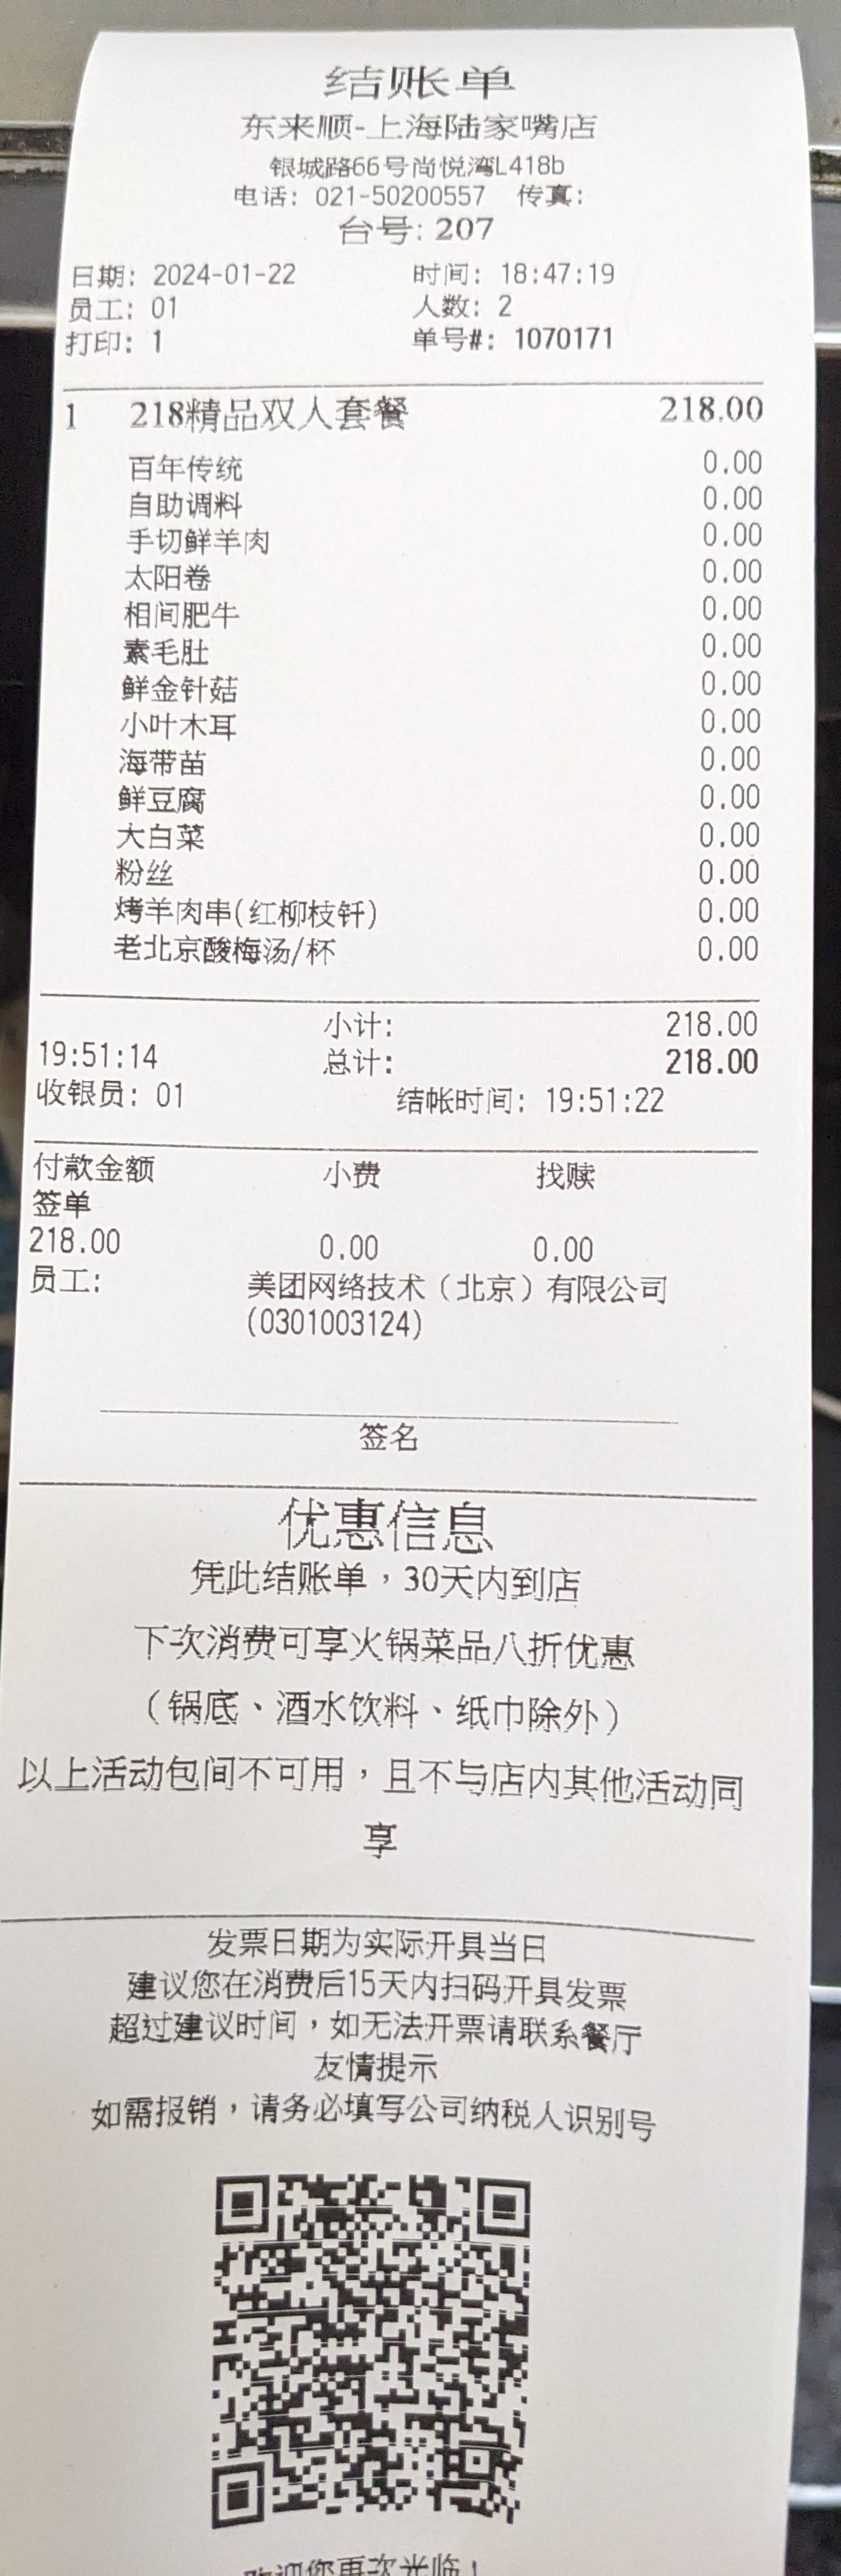 结账单
东来顺-上海陆家嘴店
银城路66号尚悦湾L418b
电话: 021-50200557 传真:
台号: 207
日期: 2024-01-22 时间: 18:47:19
员工: 01 人数: 2
打印: 1 单号#: 1070171
1 218精品双人套餐 218.00
百年传统 0.00
自助调料 0.00
手切鲜羊肉 0.00
太阳卷 0.00
相间肥牛 0.00
素毛肚 0.00
鲜金针菇 0.00
小叶木耳 0.00
海带苗 0.00
鲜豆腐 0.00
大白菜 0.00
粉丝 0.00
烤羊肉串(红柳枝钎) 0.00
老北京酸梅汤/杯 0.00
小计: 218.00
19:51:14 总计: 218.00
收银员: 01 结帐时间: 19:51:22
付款金额 小费 找赎
签单
218.00 0.00 0.00
员工: 美团网络技术（北京）有限公司
(0301003124)
签名
优惠信息
凭此结账单，30天内到店
下次消费可享火锅菜品八折优惠
（锅底、酒水饮料、纸巾除外）
以上活动包间不可用，且不与店内其他活动同
享
发票日期为实际开具当日
建议您在消费后15天内扫码开具发票
超过建议时间，如无法开票请联系餐厅
友情提示
如需报销，请务必填写公司纳税人识别号
欢迎您再次光临!